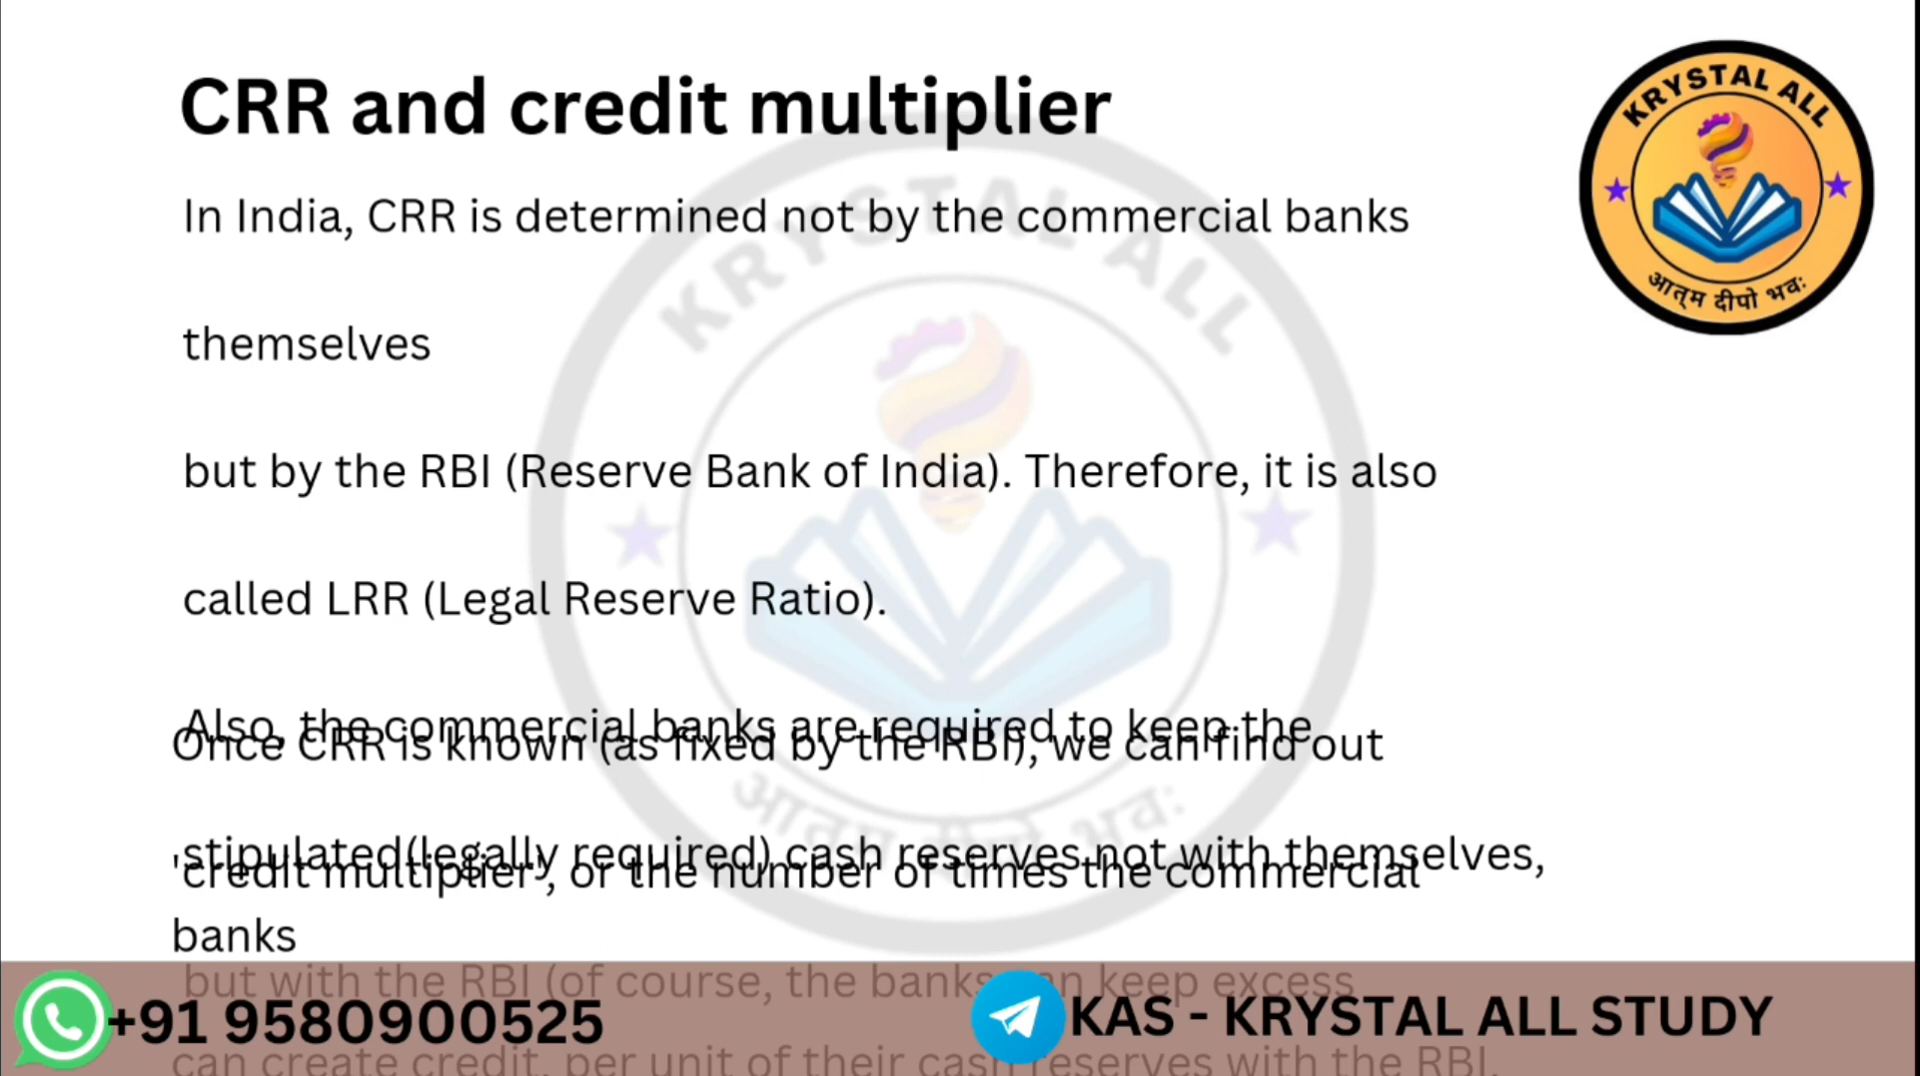 CRR and credit multiplier
KRYSTAL ALL
आत्म दीपो भवः
In India, CRR is determined not by the commercial banks
themselves
but by the RBI (Reserve Bank of India). Therefore, it is also
called LRR (Legal Reserve Ratio).
Also, the commercial banks are required to keep the
Once CRR is known (as fixed by the RBI), we can find out
stipulated(legally required) cash reserves not with themselves,
'credit multiplier', or the number of times the commercial
banks
but with the RBI (of course, the banks can keep excess
can create credit, per unit of their cash reserves with the RBI.
+91 9580900525
KAS - KRYSTAL ALL STUDY
KRYSTAL ALL
आत्म दीपो भवः